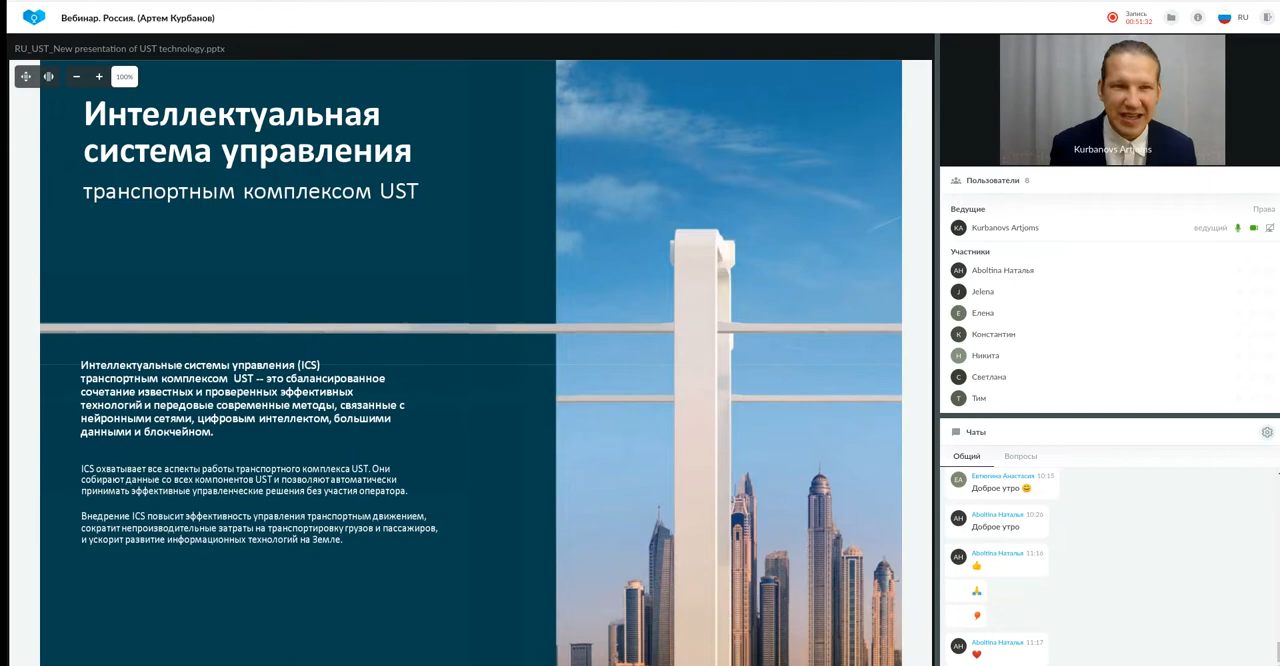 Вебинар. Россия. (Артем Курбанов)
Запись
00:51:32
RU
RU_UST_New presentation of UST technology.pptx
100%
Интеллектуальная
система управления
транспортным комплексом UST
Интеллектуальные системы управления (ICS)
транспортным комплексом UST -- это сбалансированное
сочетание известных и проверенных эффективных
технологий и передовые современные методы, связанные с
нейронными сетями, цифровым интеллектом, большими
данными и блокчейном.
ICS охватывает все аспекты работы транспортного комплекса UST. Они
собирают данные со всех компонентов UST и позволяют автоматически
принимать эффективные управленческие решения без участия оператора.
Внедрение ICS повысит эффективность управления транспортным движением,
сократит непроизводительные затраты на транспортировку грузов и пассажиров,
и ускорит развитие информационных технологий на Земле.
Kurbanovs Artjoms
Пользователи 8
Ведущие Права
KA Kurbanovs Artjoms ведущий
AH Aboltina Наталья
Участники
J Jelena
Е Елена
К Константин
Н Никита
С Светлана
Т Тим
Чаты
Общий Вопросы
ЕА Евтюгина Анастасия 10:15
Доброе утро 😄
АН Aboltina Наталья 10:26
Доброе утро
АН Aboltina Наталья 11:16
👍
🙏
🎈
АН Aboltina Наталья 11:17
❤️